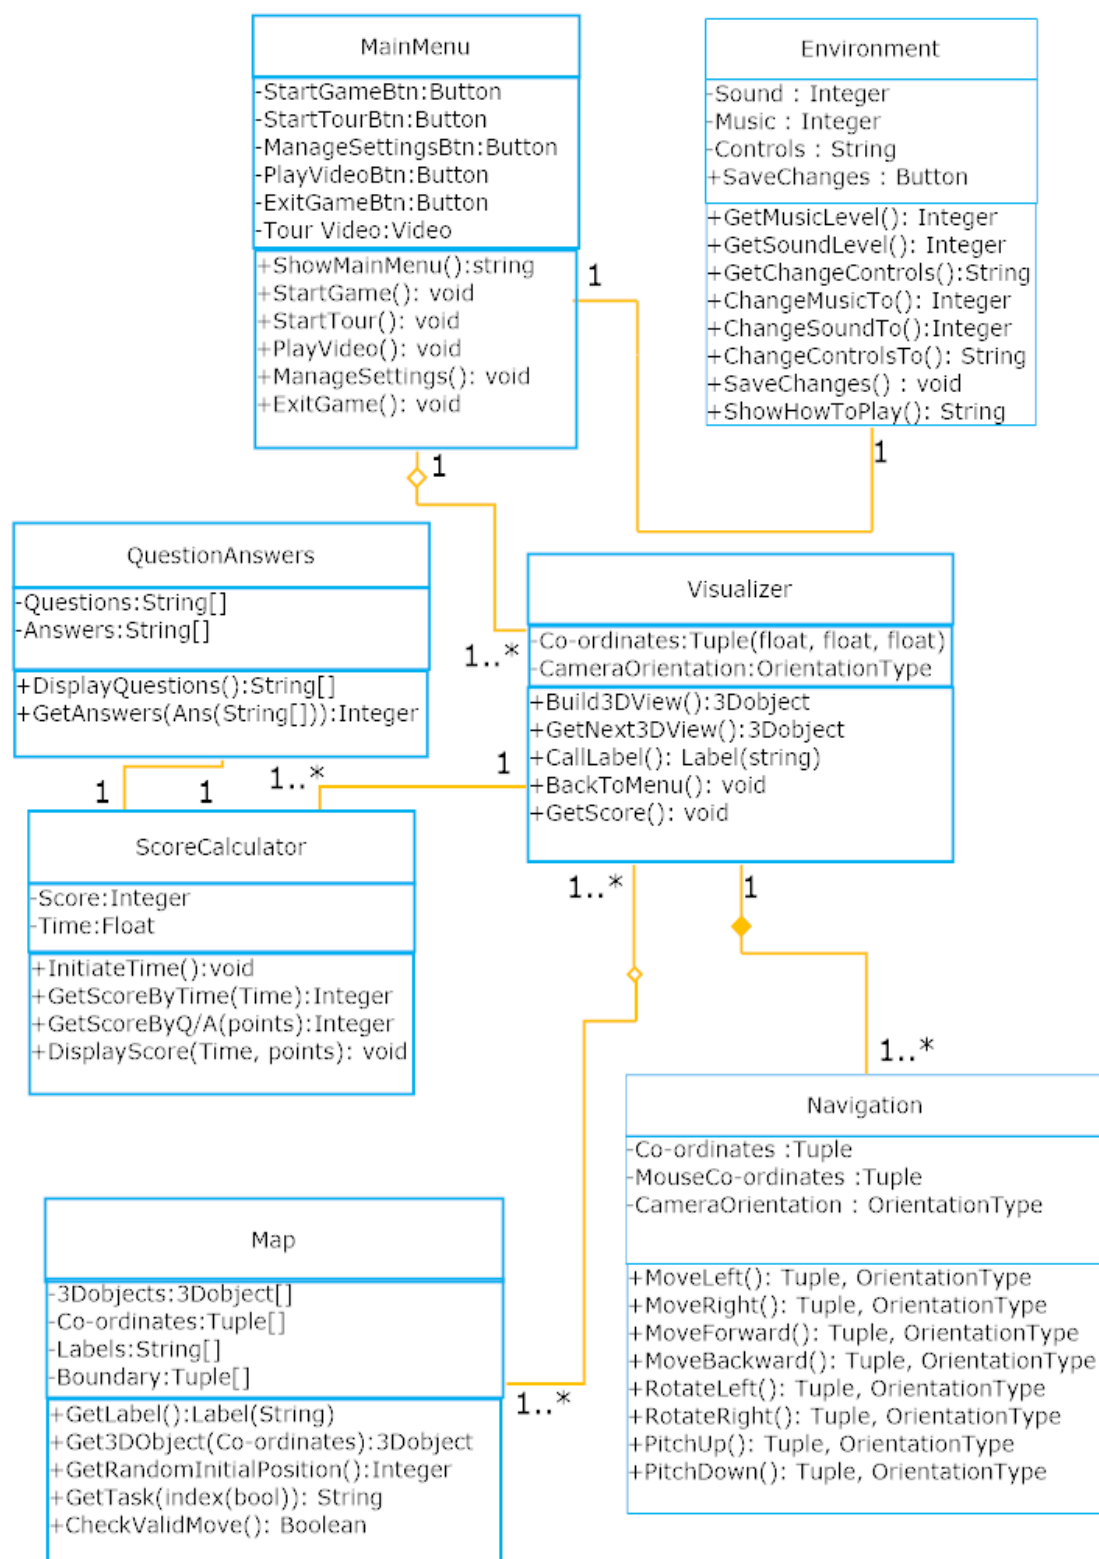 MainMenu
-StartGameBtn:Button
-StartTourBtn:Button
-ManageSettingsBtn:Button
-PlayVideoBtn:Button
-ExitGameBtn:Button
-Tour Video:Video
+ShowMainMenu():string
+StartGame(): void
+StartTour(): void
+PlayVideo(): void
+ManageSettings(): void
+ExitGame(): void
1
1
Environment
-Sound : Integer
-Music : Integer
-Controls : String
+SaveChanges : Button
+GetMusicLevel(): Integer
+GetSoundLevel(): Integer
+GetChangeControls():String
+ChangeMusicTo(): Integer
+ChangeSoundTo():Integer
+ChangeControlsTo(): String
+SaveChanges() : void
+ShowHowToPlay(): String
1
QuestionAnswers
-Questions:String[]
-Answers:String[]
+DisplayQuestions():String[]
+GetAnswers(Ans(String[])):Integer
1
1
1..*
1
1..*
Visualizer
-Co-ordinates:Tuple(float, float, float)
-CameraOrientation:OrientationType
+Build3DView():3Dobject
+GetNext3DView():3Dobject
+CallLabel(): Label(string)
+BackToMenu(): void
+GetScore(): void
1..*
1
ScoreCalculator
-Score:Integer
-Time:Float
+InitiateTime():void
+GetScoreByTime(Time):Integer
+GetScoreByQ/A(points):Integer
+DisplayScore(Time, points): void
1..*
Navigation
-Co-ordinates :Tuple
-MouseCo-ordinates :Tuple
-CameraOrientation : OrientationType
+MoveLeft(): Tuple, OrientationType
+MoveRight(): Tuple, OrientationType
+MoveForward(): Tuple, OrientationType
+MoveBackward(): Tuple, OrientationType
+RotateLeft(): Tuple, OrientationType
+RotateRight(): Tuple, OrientationType
+PitchUp(): Tuple, OrientationType
+PitchDown(): Tuple, OrientationType
Map
-3Dobjects:3Dobject[]
-Co-ordinates:Tuple[]
-Labels:String[]
-Boundary:Tuple[]
+GetLabel():Label(String)
+Get3DObject(Co-ordinates):3Dobject
+GetRandomInitialPosition():Integer
+GetTask(index(bool)): String
+CheckValidMove(): Boolean
1..*